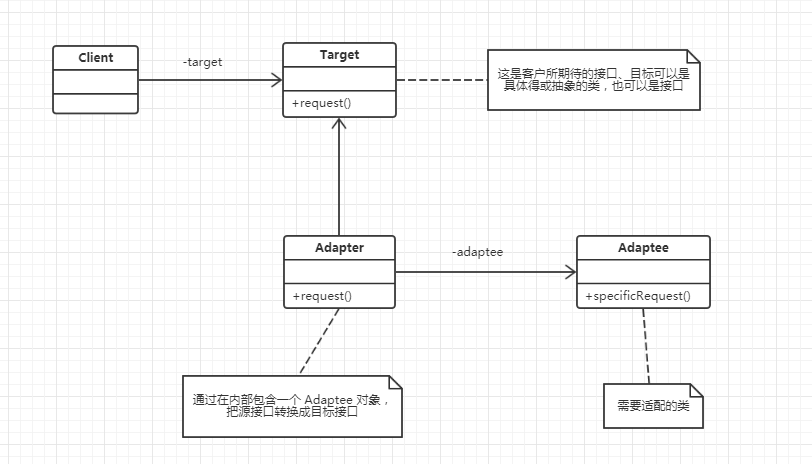 Client
-target
Target
+request()
这是客户所期待的接口、目标可以是
具体得或抽象的类，也可以是接口
Adapter
+request()
-adaptee
Adaptee
+specificRequest()
通过在内部包含一个 Adaptee 对象，
把源接口转换成目标接口
需要适配的类